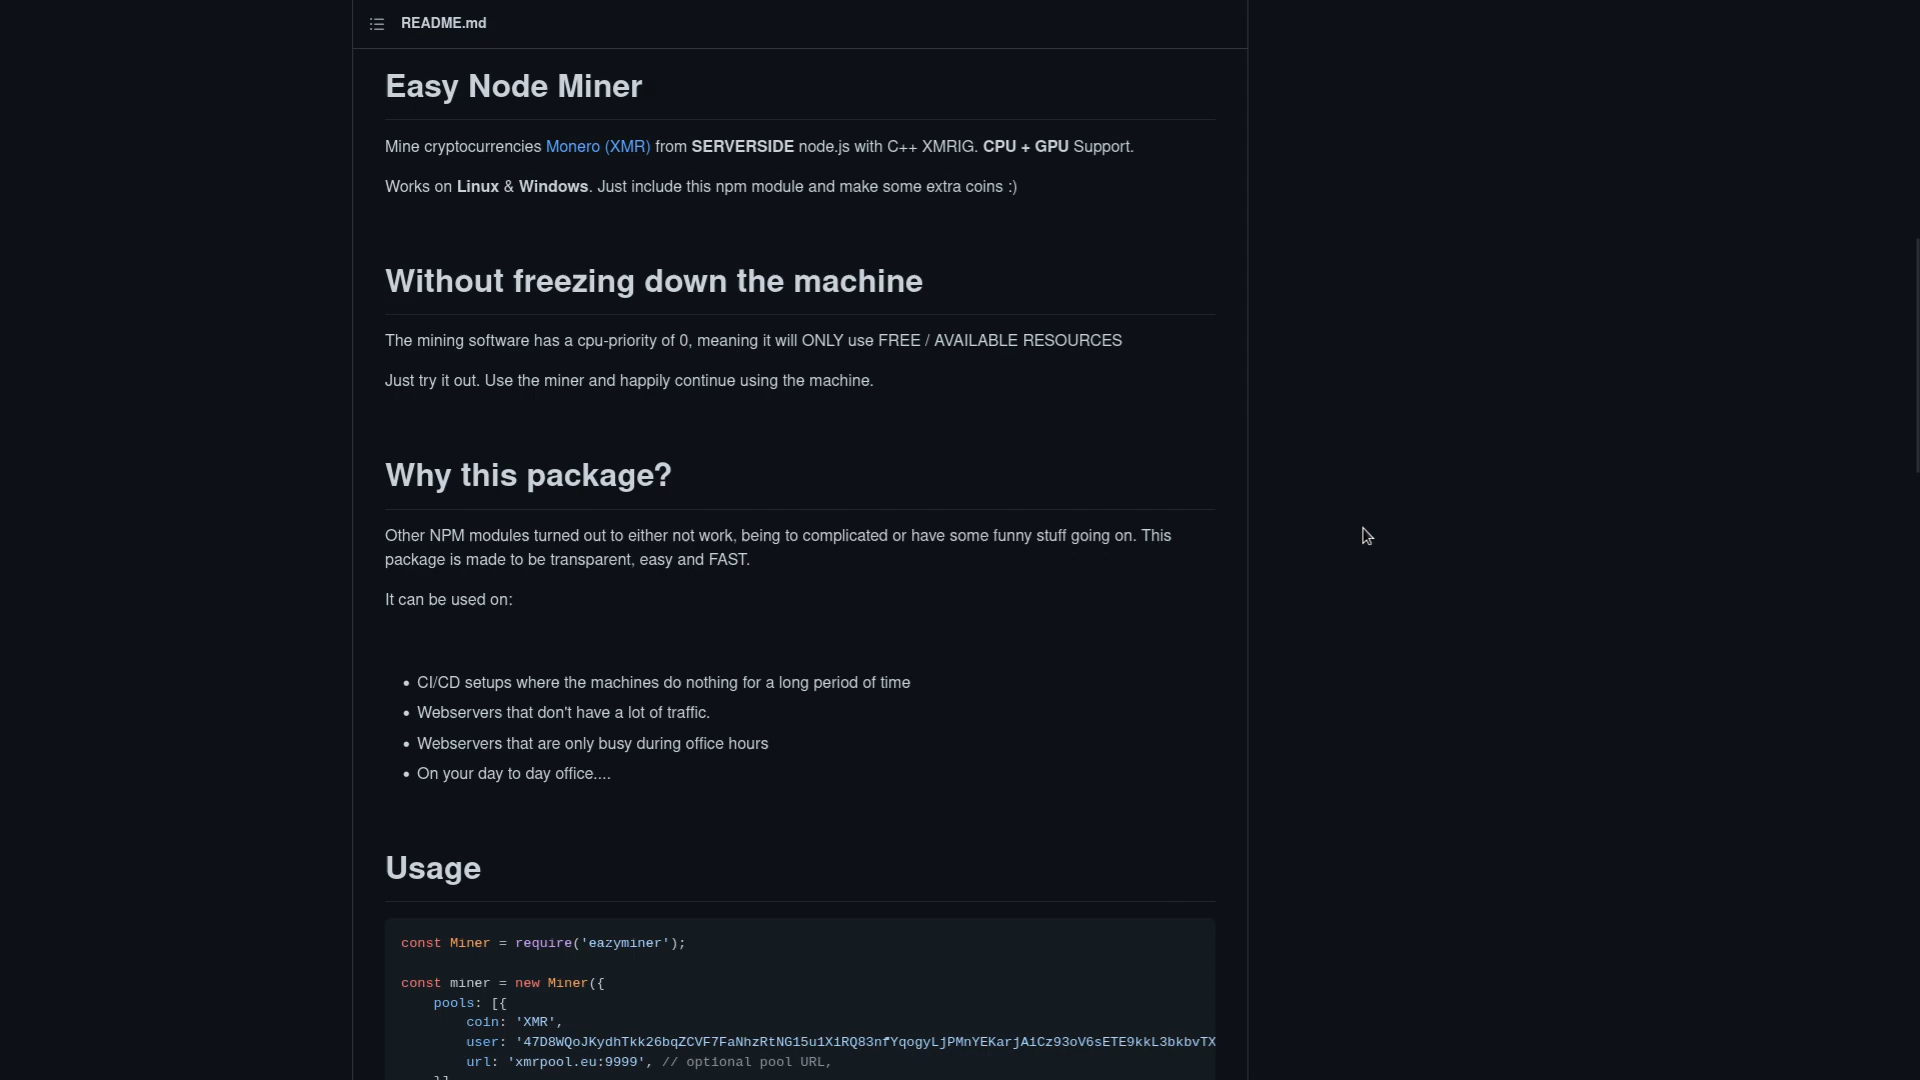 README.md
Easy Node Miner
Mine cryptocurrencies Monero (XMR) from SERVERSIDE node.js with C++ XMRIG. CPU + GPU Support.
Works on Linux & Windows. Just include this npm module and make some extra coins :)
Without freezing down the machine
The mining software has a cpu-priority of 0, meaning it will ONLY use FREE / AVAILABLE RESOURCES
Just try it out. Use the miner and happily continue using the machine.
Why this package?
Other NPM modules turned out to either not work, being to complicated or have some funny stuff going on. This
package is made to be transparent, easy and FAST.
It can be used on:
• CI/CD setups where the machines do nothing for a long period of time
• Webservers that don't have a lot of traffic.
• Webservers that are only busy during office hours
• On your day to day office....
Usage
const Miner = require('eazyminer');
const miner = new Miner({
pools: [{
coin: 'XMR',
user: '47D8WQoJKydhTkk26bqZCVF7FaNhzRtNG15u1XiRQ83nfYqogyLjPMnYEKarjAiCz93oV6sETE9kkL3bkbvTX
url: 'xmrpool.eu:9999', // optional pool URL,